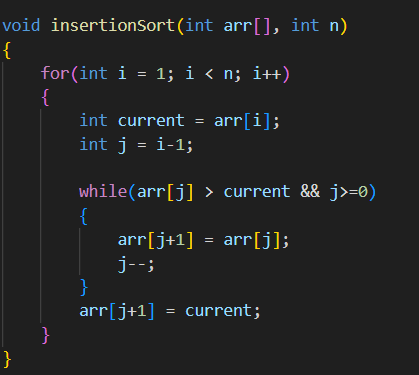 void insertionSort(int arr[], int n)
{
    for(int i = 1; i < n; i++)
    {
        int current = arr[i];
        int j = i-1;

        while(arr[j] > current && j>=0)
        {
            arr[j+1] = arr[j];
            j--;
        }
        arr[j+1] = current;
    }
}